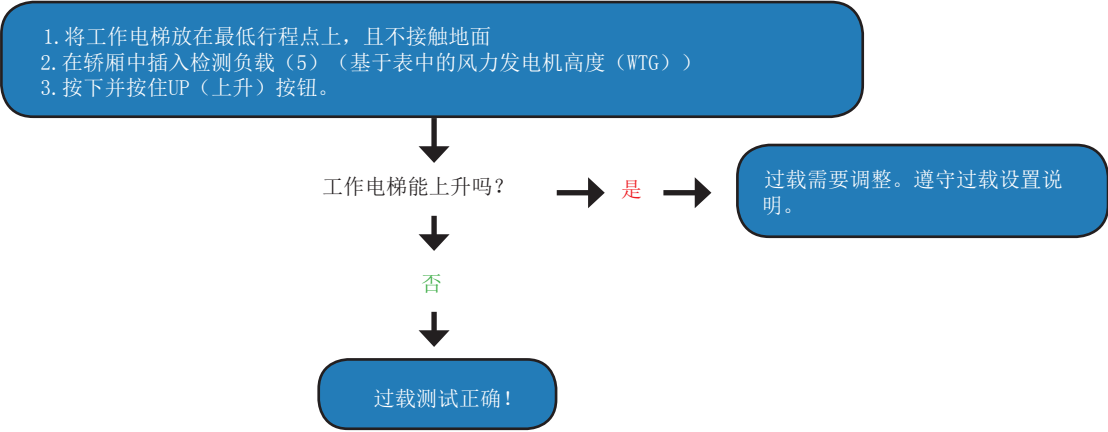 1.将工作电梯放在最低行程点上，且不接触地面
2.在轿厢中插入检测负载（5）（基于表中的风力发电机高度（WTG））
3.按下并按住UP（上升）按钮。
工作电梯能上升吗？
是
过载需要调整。遵守过载设置说
明。
否
过载测试正确！